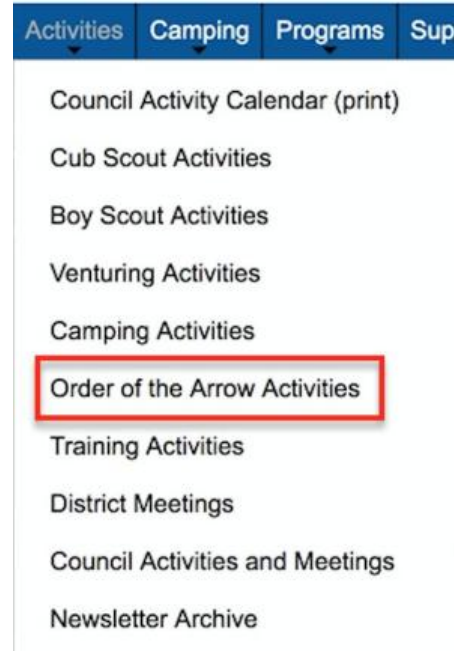 Activities Camping Programs Sup
Council Activity Calendar (print)
Cub Scout Activities
Boy Scout Activities
Venturing Activities
Camping Activities
Order of the Arrow Activities
Training Activities
District Meetings
Council Activities and Meetings
Newsletter Archive